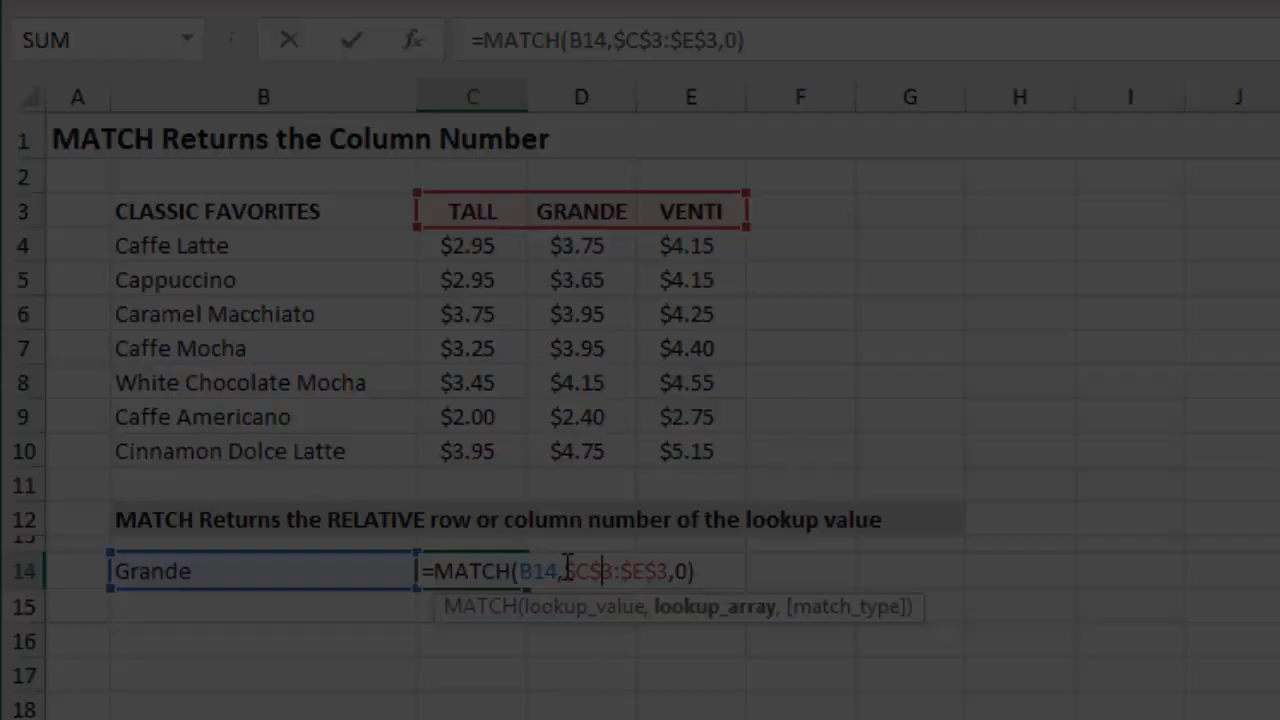 SUM =MATCH(B14,$C$3:$E$3,0)
A B C D E F G H I J
1 MATCH Returns the Column Number
2
3 CLASSIC FAVORITES TALL GRANDE VENTI
4 Caffe Latte $2.95 $3.75 $4.15
5 Cappuccino $2.95 $3.65 $4.15
6 Caramel Macchiato $3.75 $3.95 $4.25
7 Caffe Mocha $3.25 $3.95 $4.40
8 White Chocolate Mocha $3.45 $4.15 $4.55
9 Caffe Americano $2.00 $2.40 $2.75
10 Cinnamon Dolce Latte $3.95 $4.75 $5.15
11
12 MATCH Returns the RELATIVE row or column number of the lookup value
13
14 Grande =MATCH(B14,$C$3:$E$3,0)
15 MATCH(lookup_value, lookup_array, [match_type])
16
17
18